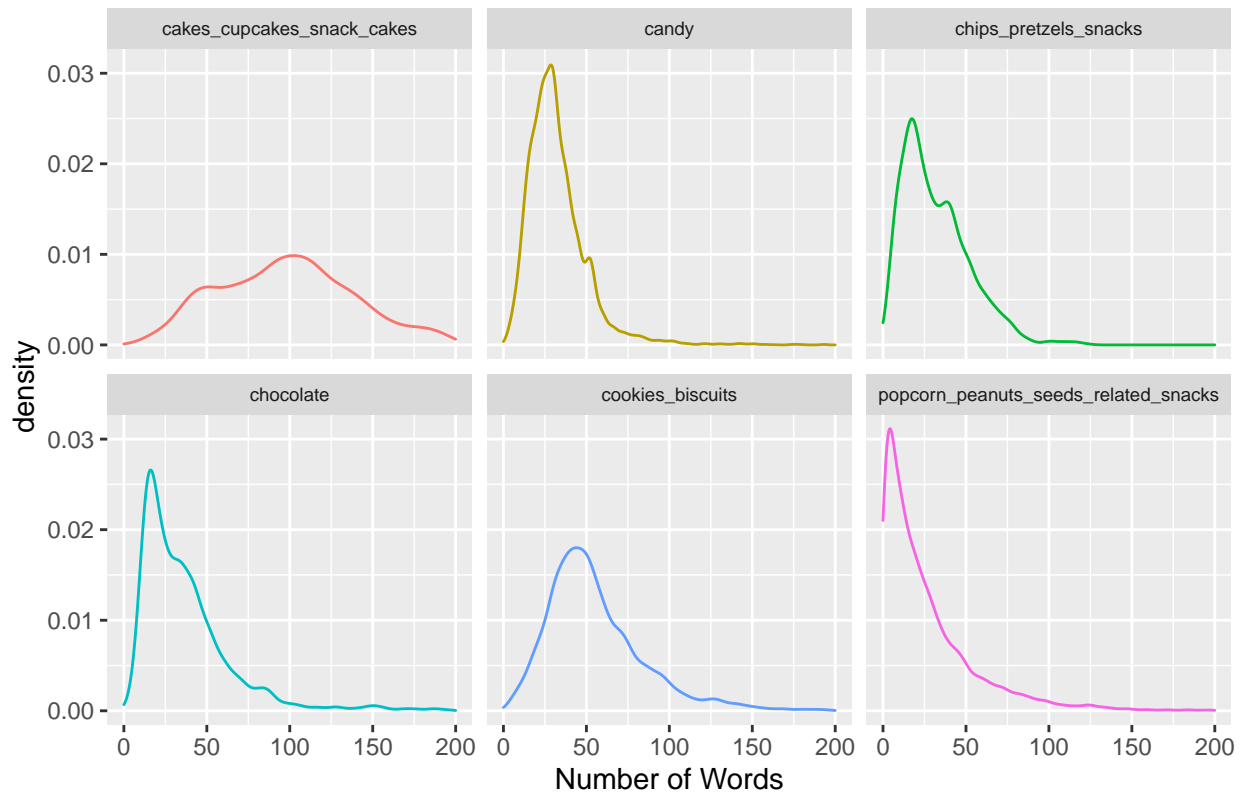 cakes_cupcakes_snack_cakes
candy
chips_pretzels_snacks
0.03
0.02
0.01
0.00
chocolate
cookies_biscuits
popcorn_peanuts_seeds_related_snacks
0.03
0.02
0.01
0.00
density
0 50 100 150 200
0 50 100 150 200
0 50 100 150 200
Number of Words